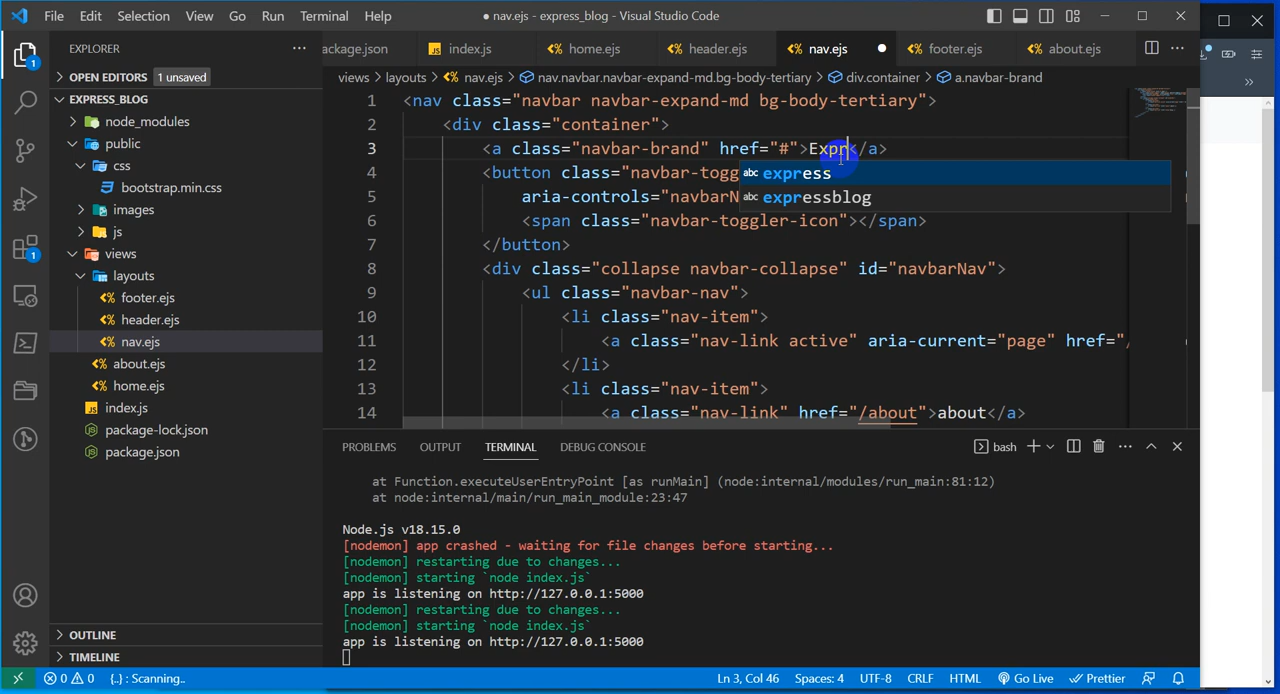 File Edit Selection View Go Run Terminal Help
● nav.ejs - express_blog - Visual Studio Code
EXPLORER
OPEN EDITORS 1 unsaved
EXPRESS_BLOG
node_modules
public
css
bootstrap.min.css
images
js
views
layouts
footer.ejs
header.ejs
nav.ejs
about.ejs
home.ejs
index.js
package-lock.json
package.json
OUTLINE
TIMELINE
1
1
ackage.json index.js home.ejs header.ejs nav.ejs footer.ejs about.ejs
views > layouts > nav.ejs > nav.navbar.navbar-expand-md.bg-body-tertiary > div.container > a.navbar-brand
1 <nav class="navbar navbar-expand-md bg-body-tertiary">
2 <div class="container">
3 <a class="navbar-brand" href="#">Expr</a>
4 <button class="navbar-togg
5 aria-controls="navbarN
6 <span class="navbar-toggler-icon"></span>
7 </button>
8 <div class="collapse navbar-collapse" id="navbarNav">
9 <ul class="navbar-nav">
10 <li class="nav-item">
11 <a class="nav-link active" aria-current="page" href="/
12 </li>
13 <li class="nav-item">
14 <a class="nav-link" href="/about">about</a>
abc express
abc expressblog
PROBLEMS OUTPUT TERMINAL DEBUG CONSOLE
bash
at Function.executeUserEntryPoint [as runMain] (node:internal/modules/run_main:81:12)
at node:internal/main/run_main_module:23:47
Node.js v18.15.0
[nodemon] app crashed - waiting for file changes before starting...
[nodemon] restarting due to changes...
[nodemon] starting `node index.js`
app is listening on http://127.0.0.1:5000
[nodemon] restarting due to changes...
[nodemon] starting `node index.js`
app is listening on http://127.0.0.1:5000
0 0 {..} : Scanning.. Ln 3, Col 46 Spaces: 4 UTF-8 CRLF HTML Go Live Prettier